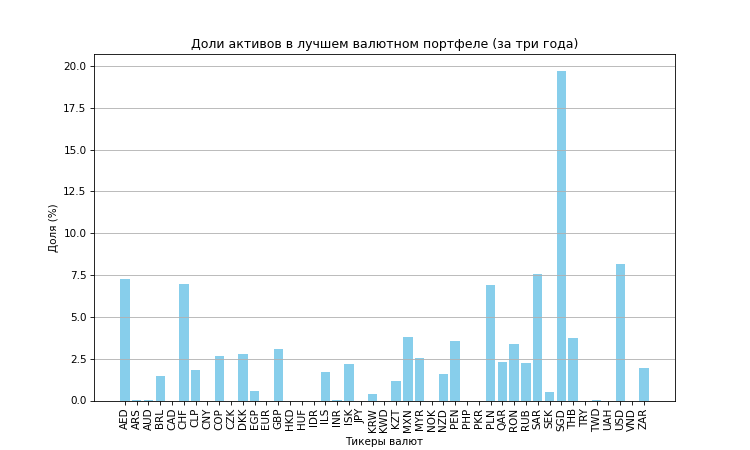 Доли активов в лучшем валютном портфеле (за три года)
Доля (%)
20.0
17.5
15.0
12.5
10.0
7.5
5.0
2.5
0.0
AED ARS AUD BRL CAD CHF CLP CNY COP CZK DKK EGP EUR GBP HKD HUF IDR ILS INR ISK JPY KRW KWD KZT MXN MYR NOK NZD PEN PHP PKR PLN QAR RON RUB SAR SEK SGD THB TRY TWD UAH USD VND ZAR
Тикеры валют